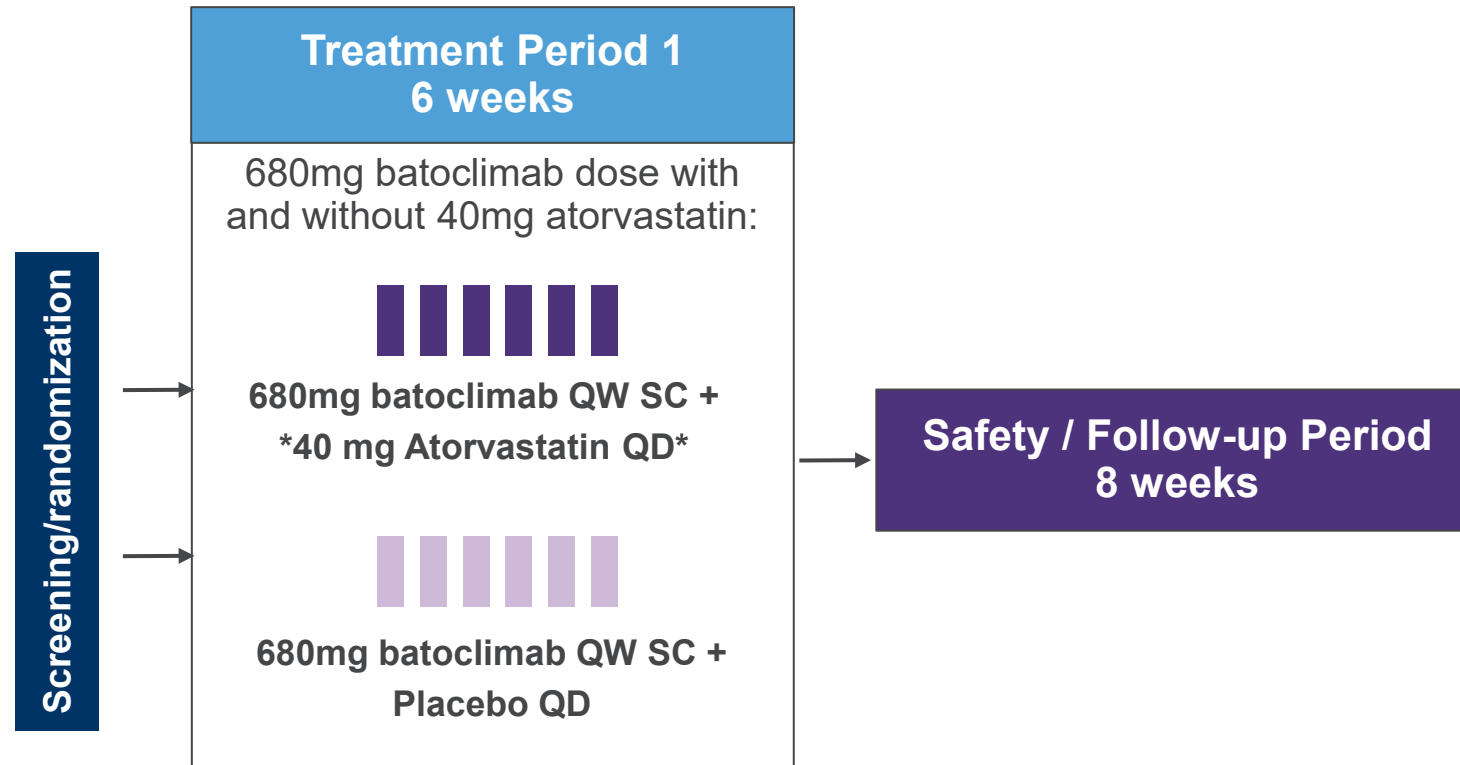 Screening/randomization
Treatment Period 1
6 weeks
680mg batoclimab dose with
and without 40mg atorvastatin:
680mg batoclimab QW SC +
*40 mg Atorvastatin QD*
680mg batoclimab QW SC +
Placebo QD
Safety / Follow-up Period
8 weeks